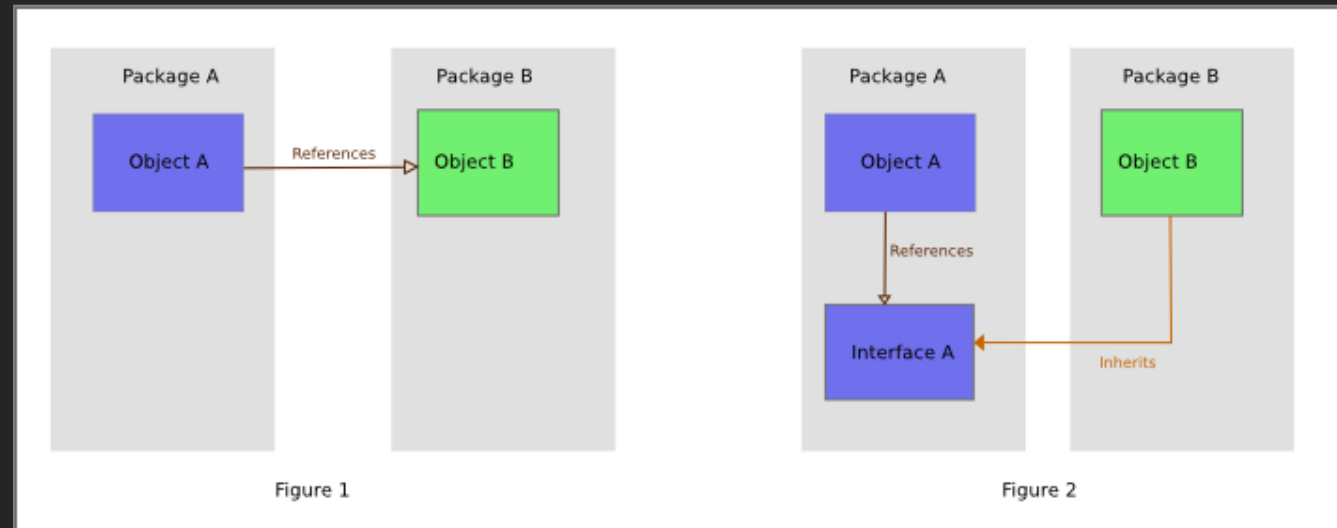 Package A
Object A
References
Package B
Object B
Figure 1
Package A
Object A
References
Interface A
Package B
Object B
Inherits
Figure 2